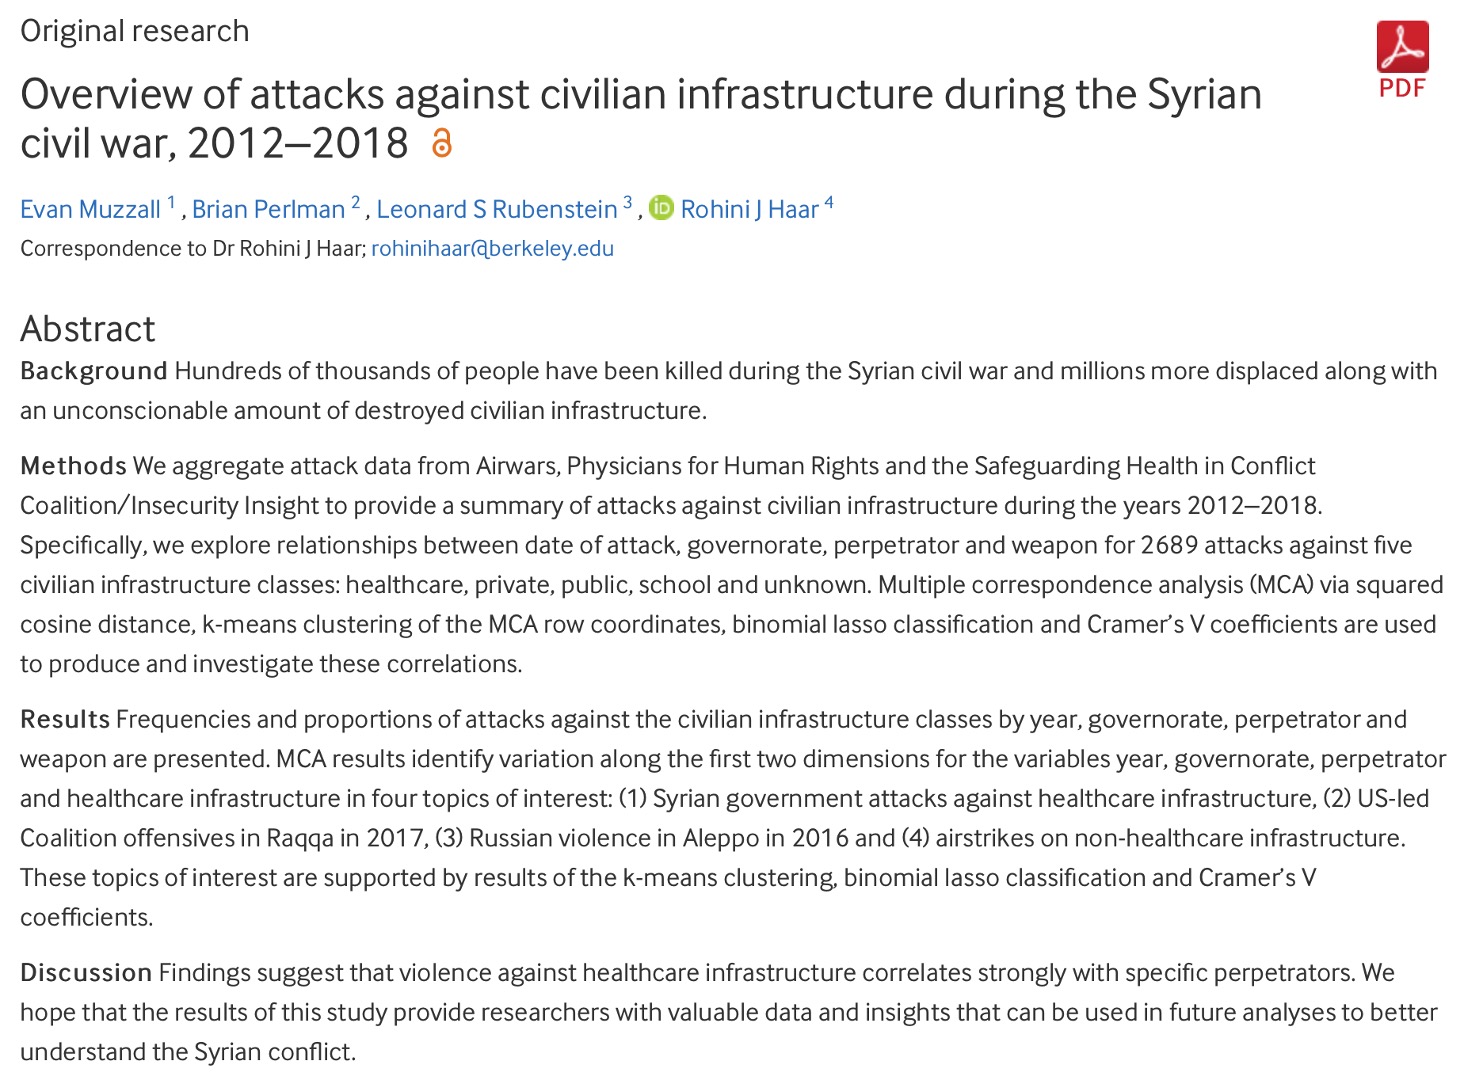 Original research
PDF
Overview of attacks against civilian infrastructure during the Syrian
civil war, 2012–2018
Evan Muzzall 1 , Brian Perlman 2 , Leonard S Rubenstein 3 , iD Rohini J Haar 4
Correspondence to Dr Rohini J Haar; rohinihaar@berkeley.edu
Abstract
Background Hundreds of thousands of people have been killed during the Syrian civil war and millions more displaced along with
an unconscionable amount of destroyed civilian infrastructure.
Methods We aggregate attack data from Airwars, Physicians for Human Rights and the Safeguarding Health in Conflict
Coalition/Insecurity Insight to provide a summary of attacks against civilian infrastructure during the years 2012–2018.
Specifically, we explore relationships between date of attack, governorate, perpetrator and weapon for 2689 attacks against five
civilian infrastructure classes: healthcare, private, public, school and unknown. Multiple correspondence analysis (MCA) via squared
cosine distance, k-means clustering of the MCA row coordinates, binomial lasso classification and Cramer's V coefficients are used
to produce and investigate these correlations.
Results Frequencies and proportions of attacks against the civilian infrastructure classes by year, governorate, perpetrator and
weapon are presented. MCA results identify variation along the first two dimensions for the variables year, governorate, perpetrator
and healthcare infrastructure in four topics of interest: (1) Syrian government attacks against healthcare infrastructure, (2) US-led
Coalition offensives in Raqqa in 2017, (3) Russian violence in Aleppo in 2016 and (4) airstrikes on non-healthcare infrastructure.
These topics of interest are supported by results of the k-means clustering, binomial lasso classification and Cramer's V
coefficients.
Discussion Findings suggest that violence against healthcare infrastructure correlates strongly with specific perpetrators. We
hope that the results of this study provide researchers with valuable data and insights that can be used in future analyses to better
understand the Syrian conflict.